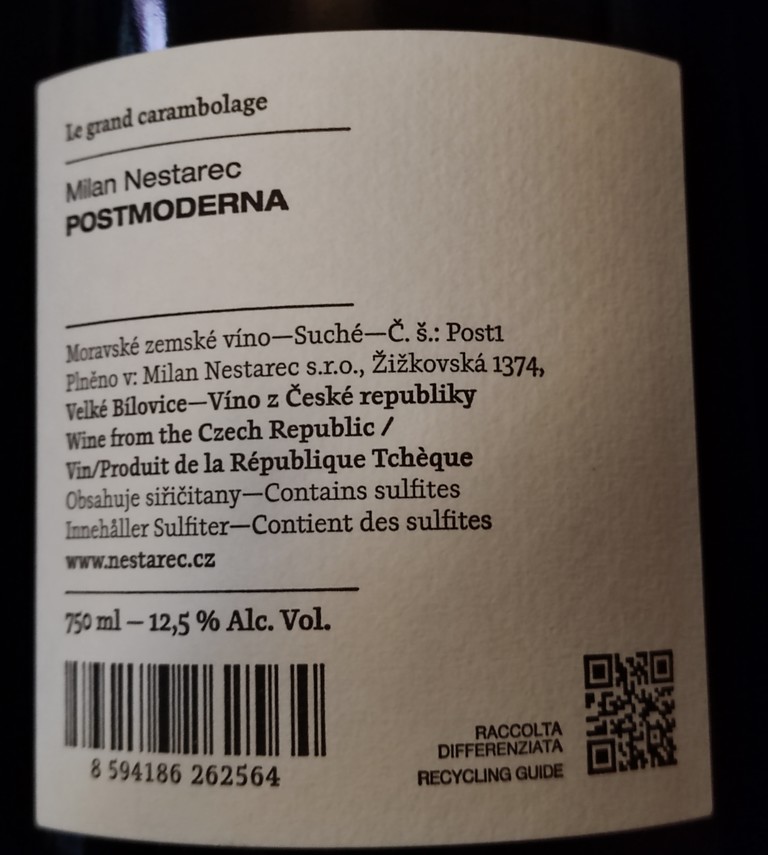 Le grand carambolage
Milan Nestarec
POSTMODERNA
Moravské zemské víno—Suché—Č. š.: Post1
Plněno v: Milan Nestarec s.r.o., Žižkovská 1374,
Velké Bílovice—Víno z České republiky
Wine from the Czech Republic /
Vin/Produit de la République Tchèque
Obsahuje siřičitany—Contains sulfites
Innehåller Sulfiter—Contient des sulfites
www.nestarec.cz
750 ml – 12,5 % Alc. Vol.
8 594186 262564
RACCOLTA
DIFFERENZIATA
RECYCLING GUIDE